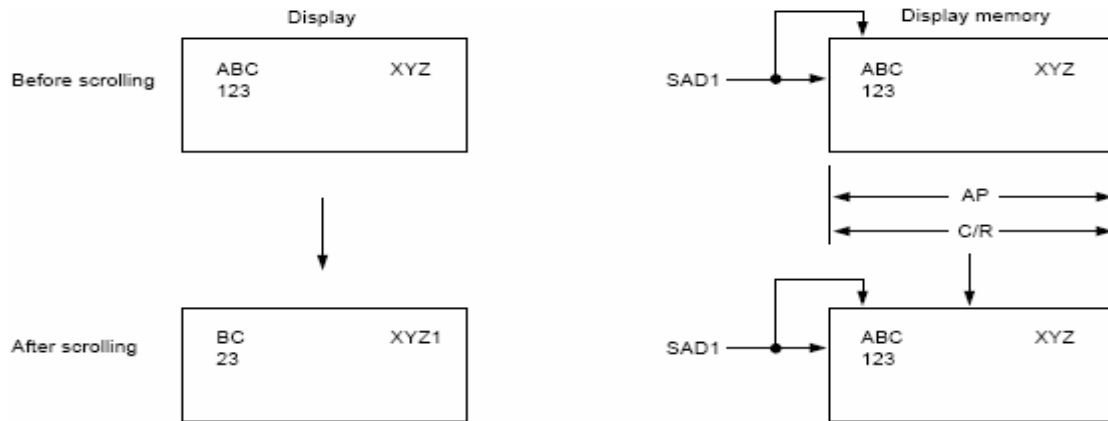 Display
Display memory
Before scrolling
ABC XYZ
123
SAD1
ABC XYZ
123
AP
C/R
After scrolling
BC XYZ1
23
SAD1
ABC XYZ
123